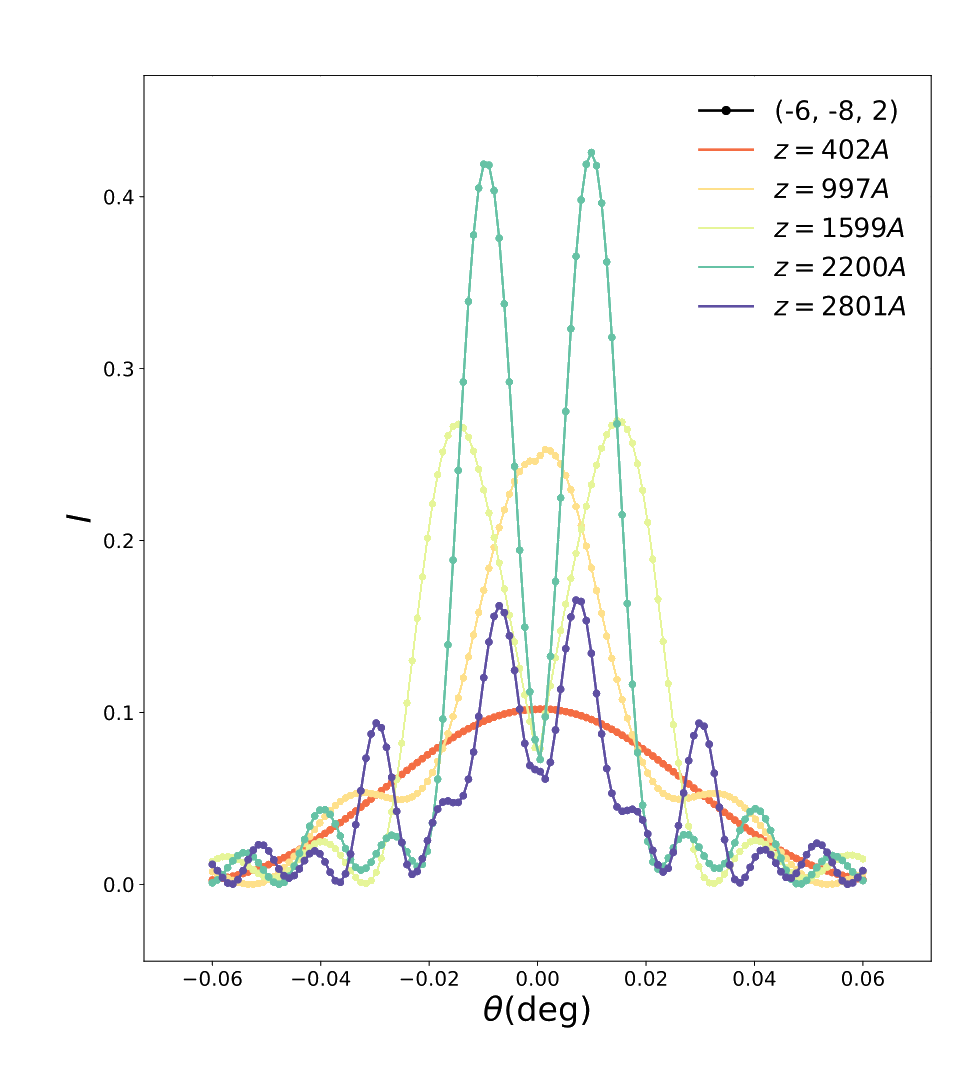 (-6, -8, 2)
z = 402A
z = 997A
z = 1599A
z = 2200A
z = 2801A
I
0.4
0.3
0.2
0.1
0.0
−0.06 −0.04 −0.02 0.00 0.02 0.04 0.06
θ(deg)